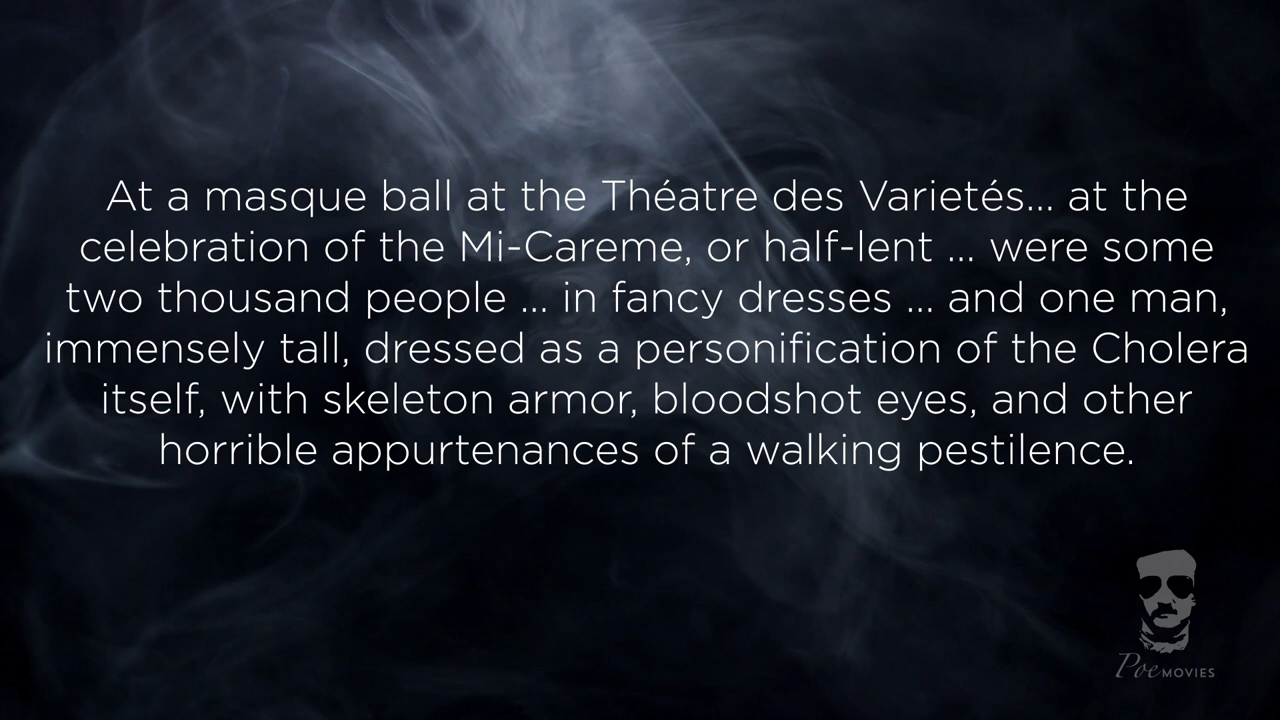 At a masque ball at the Théatre des Varietés... at the
celebration of the Mi-Careme, or half-lent ... were some
two thousand people ... in fancy dresses ... and one man,
immensely tall, dressed as a personification of the Cholera
itself, with skeleton armor, bloodshot eyes, and other
horrible appurtenances of a walking pestilence.
Poe MOVIES